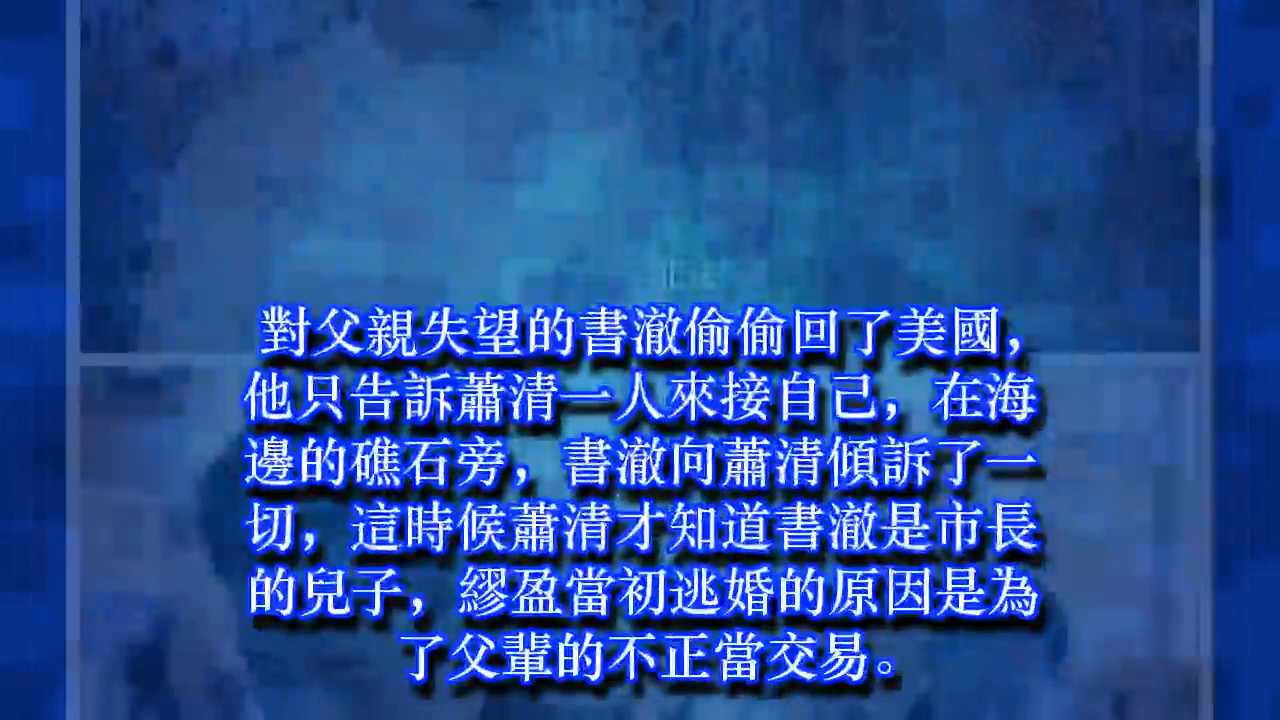 對父親失望的書澈偷偷回了美國，
他只告訴蕭清一人來接自己，在海
邊的礁石旁，書澈向蕭清傾訴了一
切，這時候蕭清才知道書澈是市長
的兒子，繆盈當初逃婚的原因是為
了父輩的不正當交易。